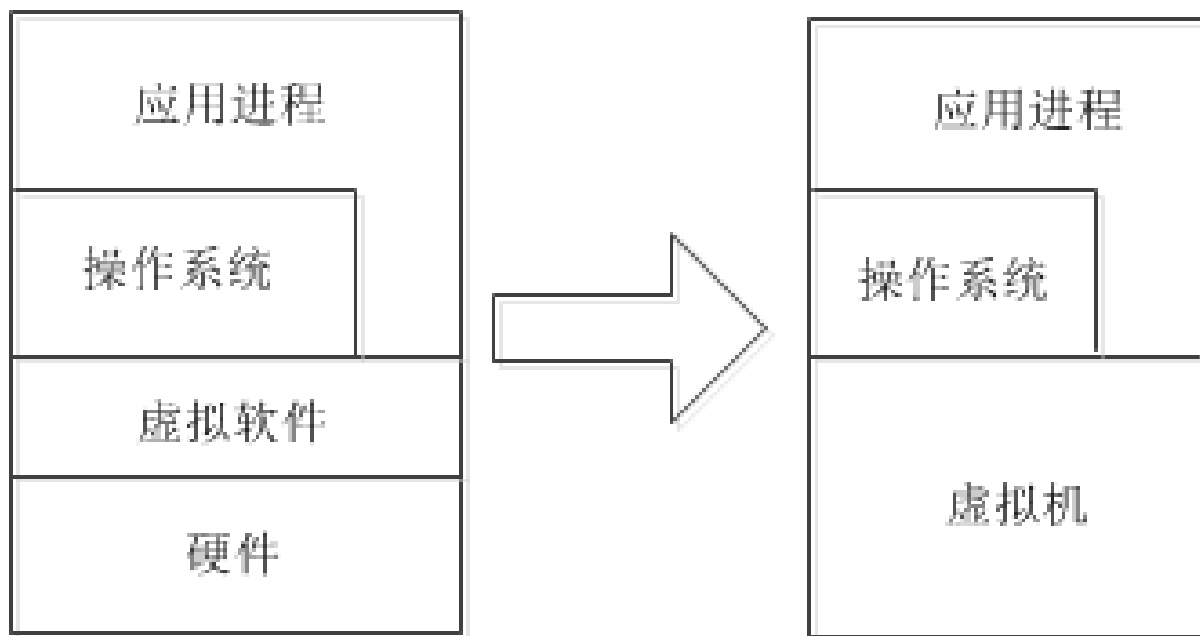 应用进程
操作系统
虚拟软件
硬件
应用进程
操作系统
虚拟机